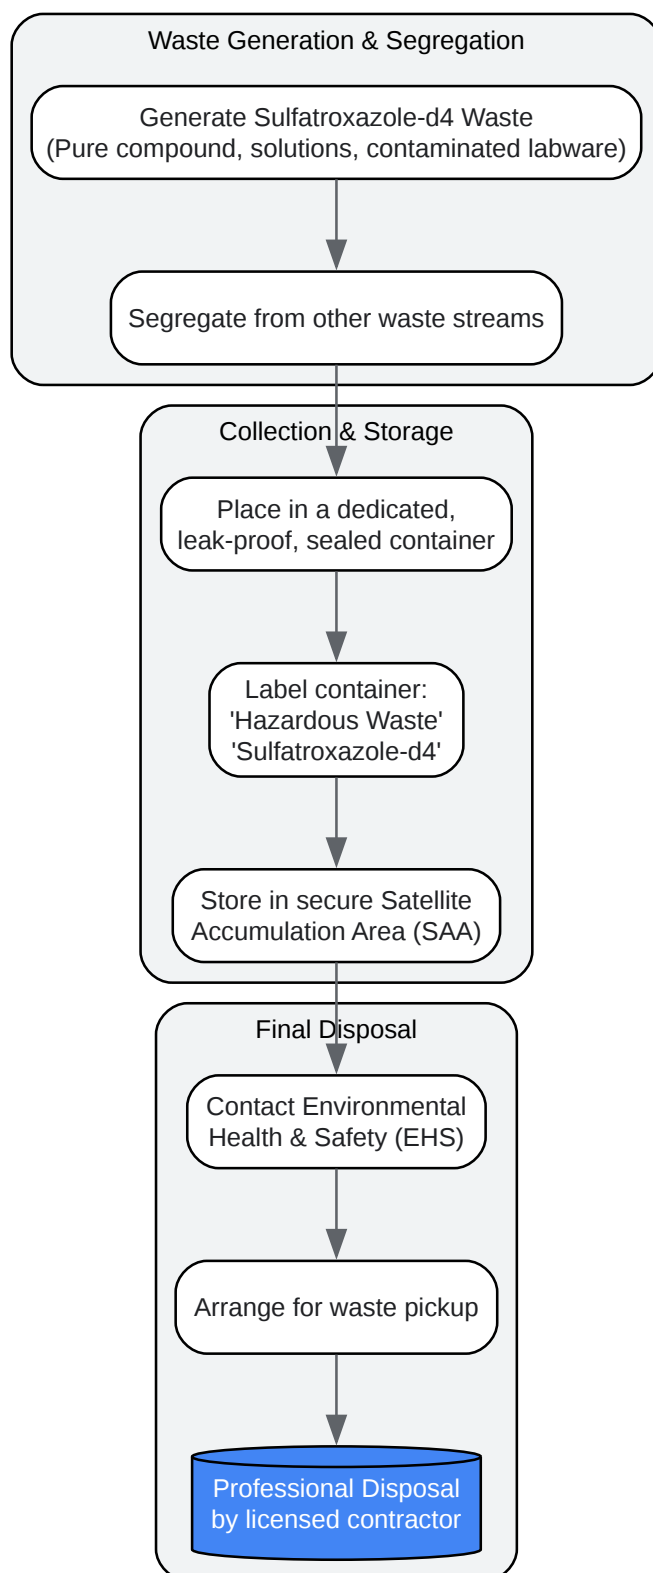 Waste Generation & Segregation
Generate Sulfatroxazole-d4 Waste
(Pure compound, solutions, contaminated labware)
Segregate from other waste streams
Collection & Storage
Place in a dedicated,
leak-proof, sealed container
Label container:
'Hazardous Waste'
'Sulfatroxazole-d4'
Store in secure Satellite
Accumulation Area (SAA)
Final Disposal
Contact Environmental
Health & Safety (EHS)
Arrange for waste pickup
Professional Disposal
by licensed contractor